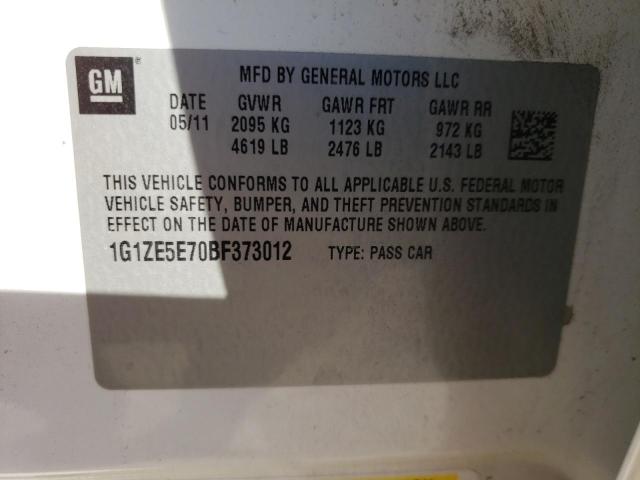 GM
MFD BY GENERAL MOTORS LLC
DATE GVWR GAWR FRT GAWR RR
05/11 2095 KG 1123 KG 972 KG
4619 LB 2476 LB 2143 LB
THIS VEHICLE CONFORMS TO ALL APPLICABLE U.S. FEDERAL MOTOR
VEHICLE SAFETY, BUMPER, AND THEFT PREVENTION STANDARDS IN
EFFECT ON THE DATE OF MANUFACTURE SHOWN ABOVE.
1G1ZE5E70BF373012 TYPE: PASS CAR